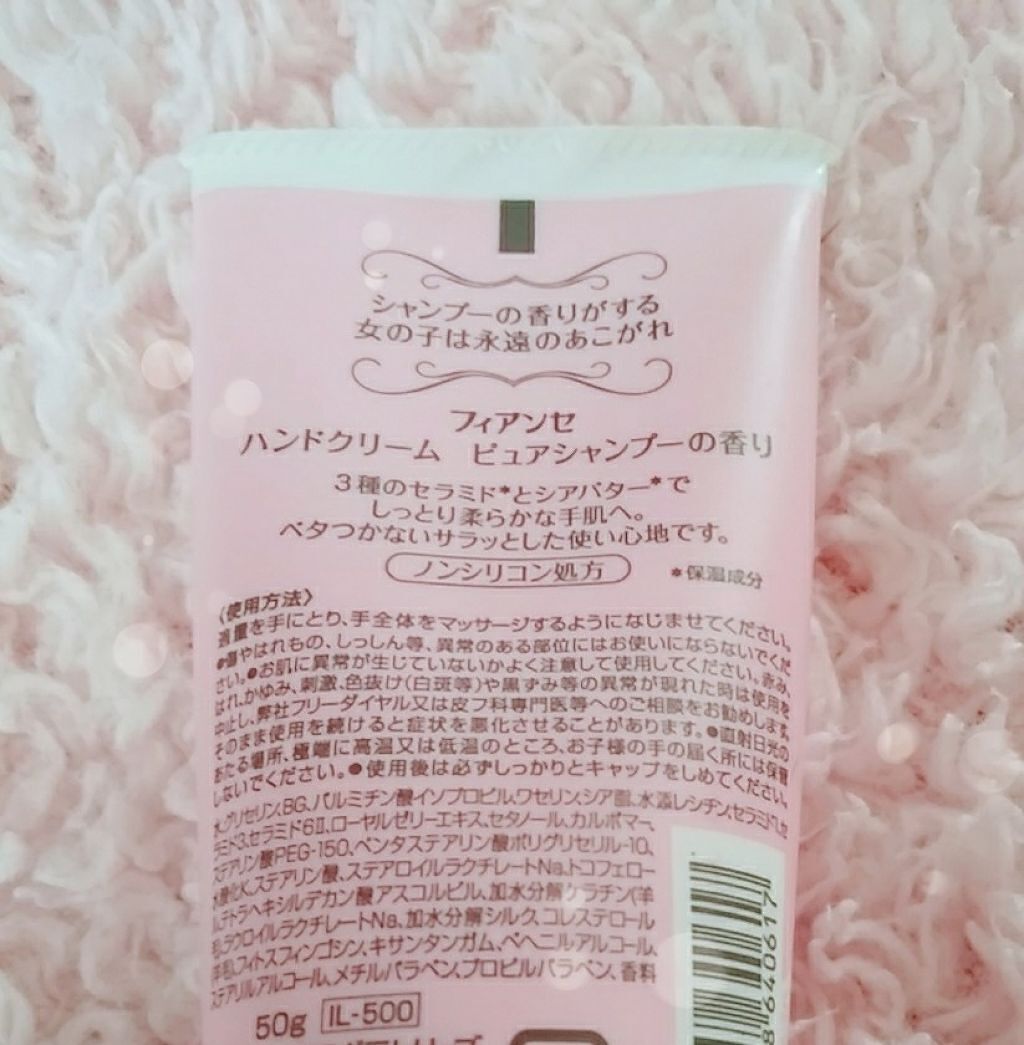 シャンプーの香りがする
女の子は永遠のあこがれ
フィアンセ
ハンドクリーム ピュアシャンプーの香り
3種のセラミド*とシアバター*で
しっとり柔らかな手肌へ。
ベタつかないサラッとした使い心地です。
ノンシリコン処方 *保湿成分
〈使用方法〉
適量を手にとり、手全体をマッサージするようになじませてください。
●傷やはれもの、しっしん等、異常のある部位にはお使いにならないでくだ
さい。●お肌に異常が生じていないかよく注意して使用してください。赤み、
はれ、かゆみ、刺激、色抜け(白斑等)や黒ずみ等の異常が現れた時は使用を
中止し、弊社フリーダイヤル又は皮フ科専門医等へのご相談をお勧めします。
そのまま使用を続けると症状を悪化させることがあります。●直射日光の
あたる場所、極端に高温又は低温のところ、お子様の手の届く所には保管
しないでください。●使用後は必ずしっかりとキャップをしめてください。
水、グリセリン、BG、パルミチン酸イソプロピル、ワセリン、シア脂、水添レシチン、セラミド1、セ
ラミド3、セラミド6Ⅱ、ローヤルゼリーエキス、セタノール、カルボマー、
ステアリン酸PEG-150、ペンタステアリン酸ポリグリセリル-10、
水酸化K、ステアリン酸、ステアロイルラクチレートNa、トコフェロー
ル、テトラヘキシルデカン酸アスコルビル、加水分解ケラチン(羊
毛)、ラウロイルラクチレートNa、加水分解シルク、コレステロール、
(羊毛)、フィトスフィンゴシン、キサンタンガム、ベヘニルアルコール、
ステアリルアルコール、メチルパラベン、プロピルパラベン、香料
50g IL-500
8640617